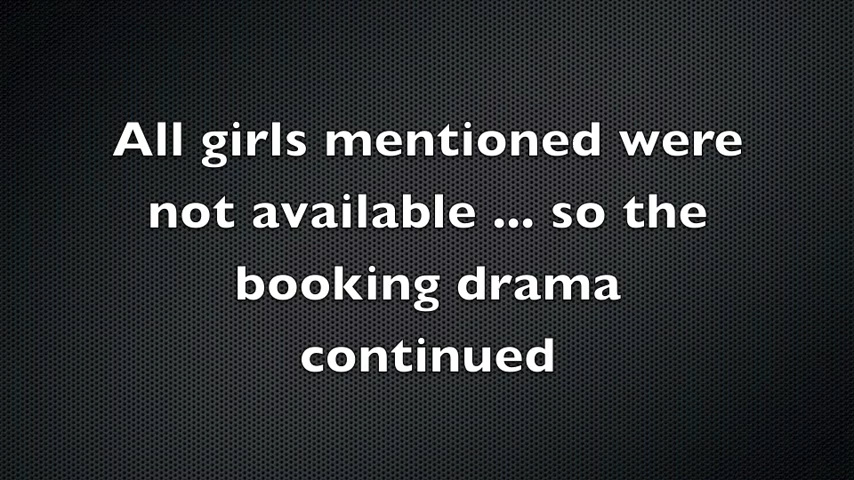 All girls mentioned were
not available ... so the
booking drama
continued